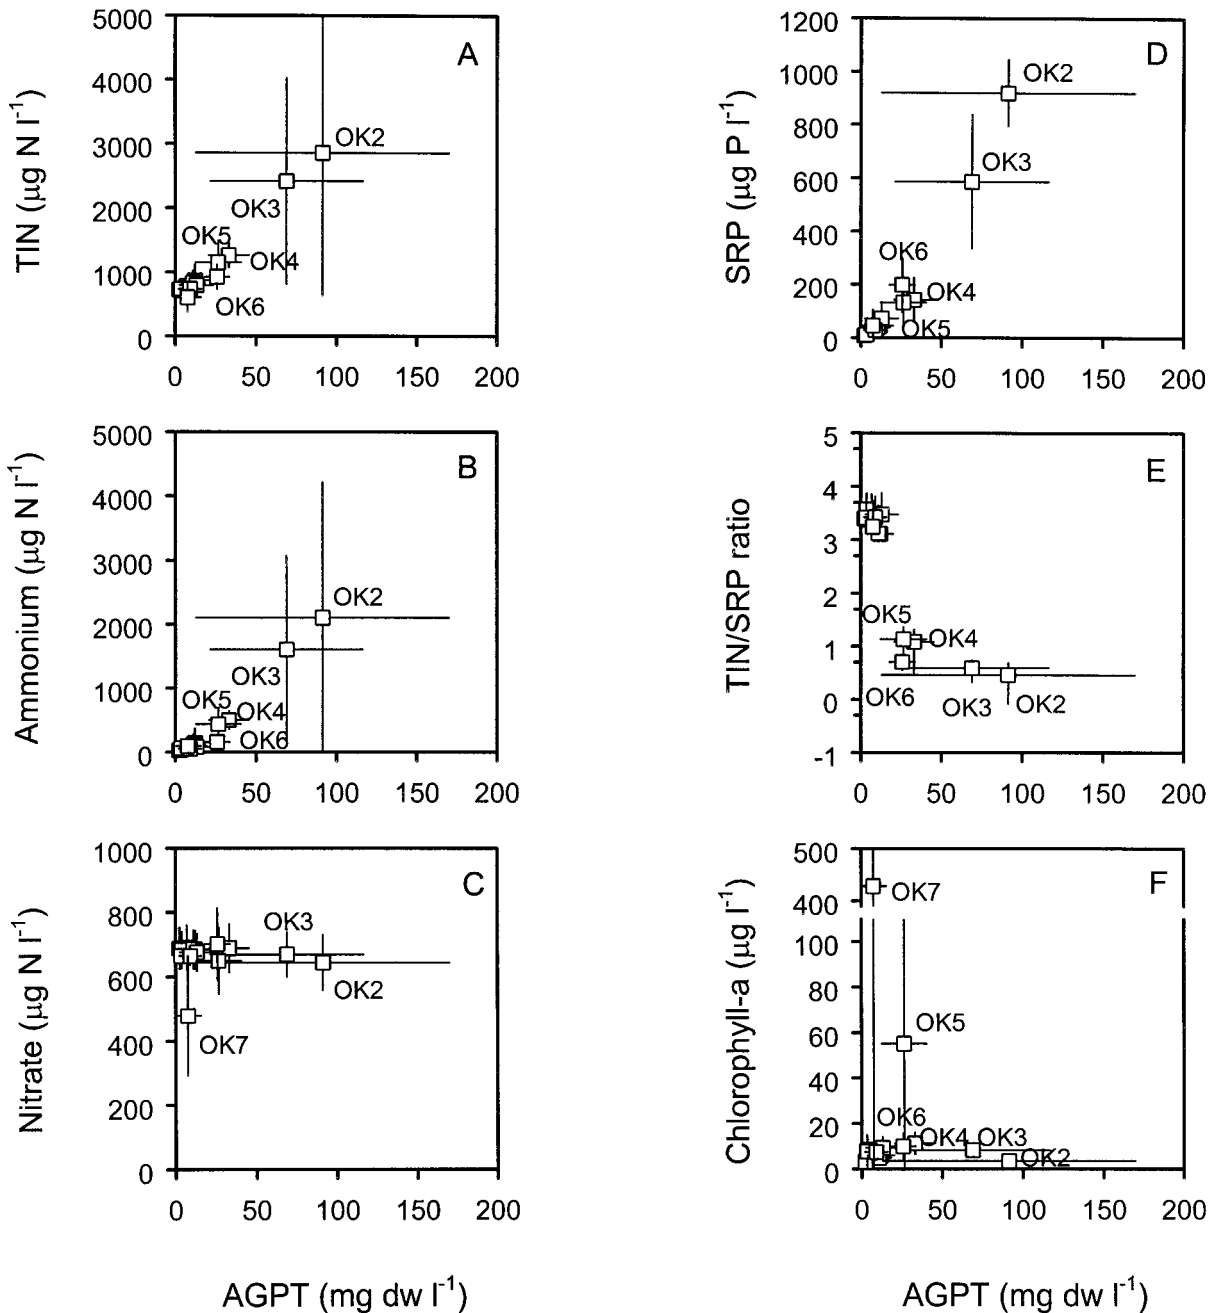 A
TIN (µg N l⁻¹)
5000
4000
3000
2000
1000
0
OK2
OK3
OK5
OK4
OK6
0 50 100 150 200
D
SRP (µg P l⁻¹)
1200
1000
800
600
400
200
0
OK2
OK3
OK6
OK4
OK5
0 50 100 150 200
B
Ammonium (µg N l⁻¹)
5000
4000
3000
2000
1000
0
OK2
OK3
OK5
OK4
OK6
0 50 100 150 200
E
TIN/SRP ratio
5
4
3
2
1
0
-1
OK5
OK4
OK6
OK3
OK2
0 50 100 150 200
C
Nitrate (µg N l⁻¹)
1000
800
600
400
200
0
OK3
OK2
OK7
0 50 100 150 200
AGPT (mg dw l⁻¹)
F
Chlorophyll-a (µg l⁻¹)
500
400
100
80
60
40
20
0
OK7
OK5
OK6
OK4
OK3
OK2
0 50 100 150 200
AGPT (mg dw l⁻¹)